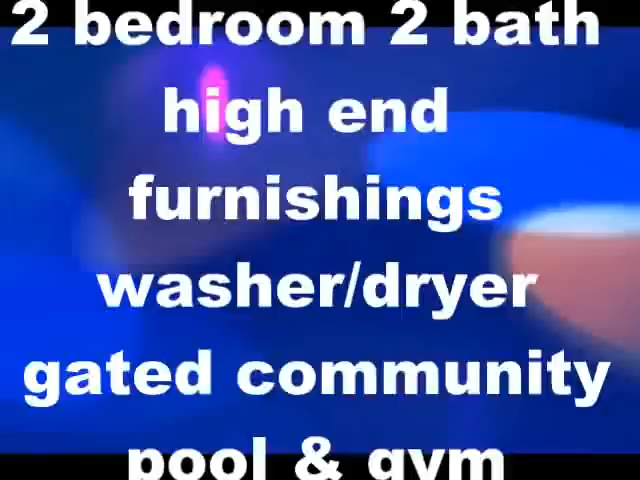 2 bedroom 2 bath
high end
furnishings
washer/dryer
gated community
pool & gym